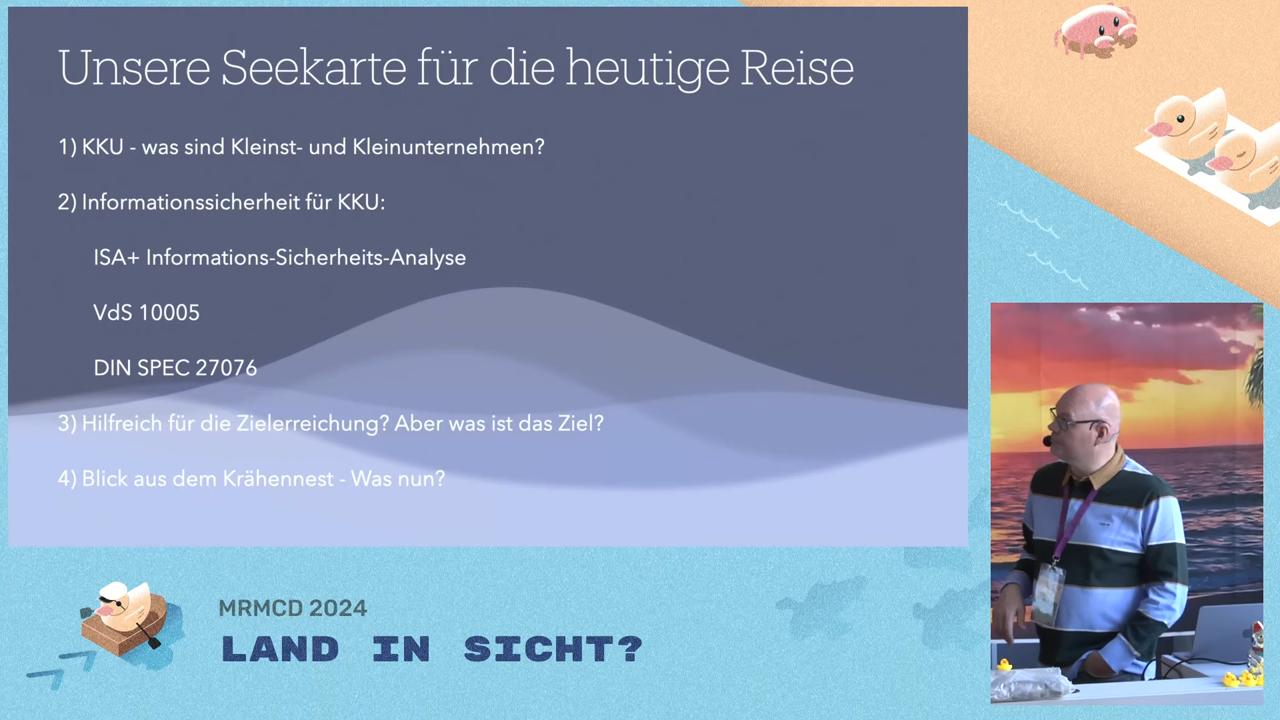 Unsere Seekarte für die heutige Reise
1) KKU - was sind Kleinst- und Kleinunternehmen?
2) Informationssicherheit für KKU:
ISA+ Informations-Sicherheits-Analyse
VdS 10005
DIN SPEC 27076
3) Hilfreich für die Zielerreichung? Aber was ist das Ziel?
4) Blick aus dem Krähennest - Was nun?
MRMCD 2024
LAND IN SICHT?